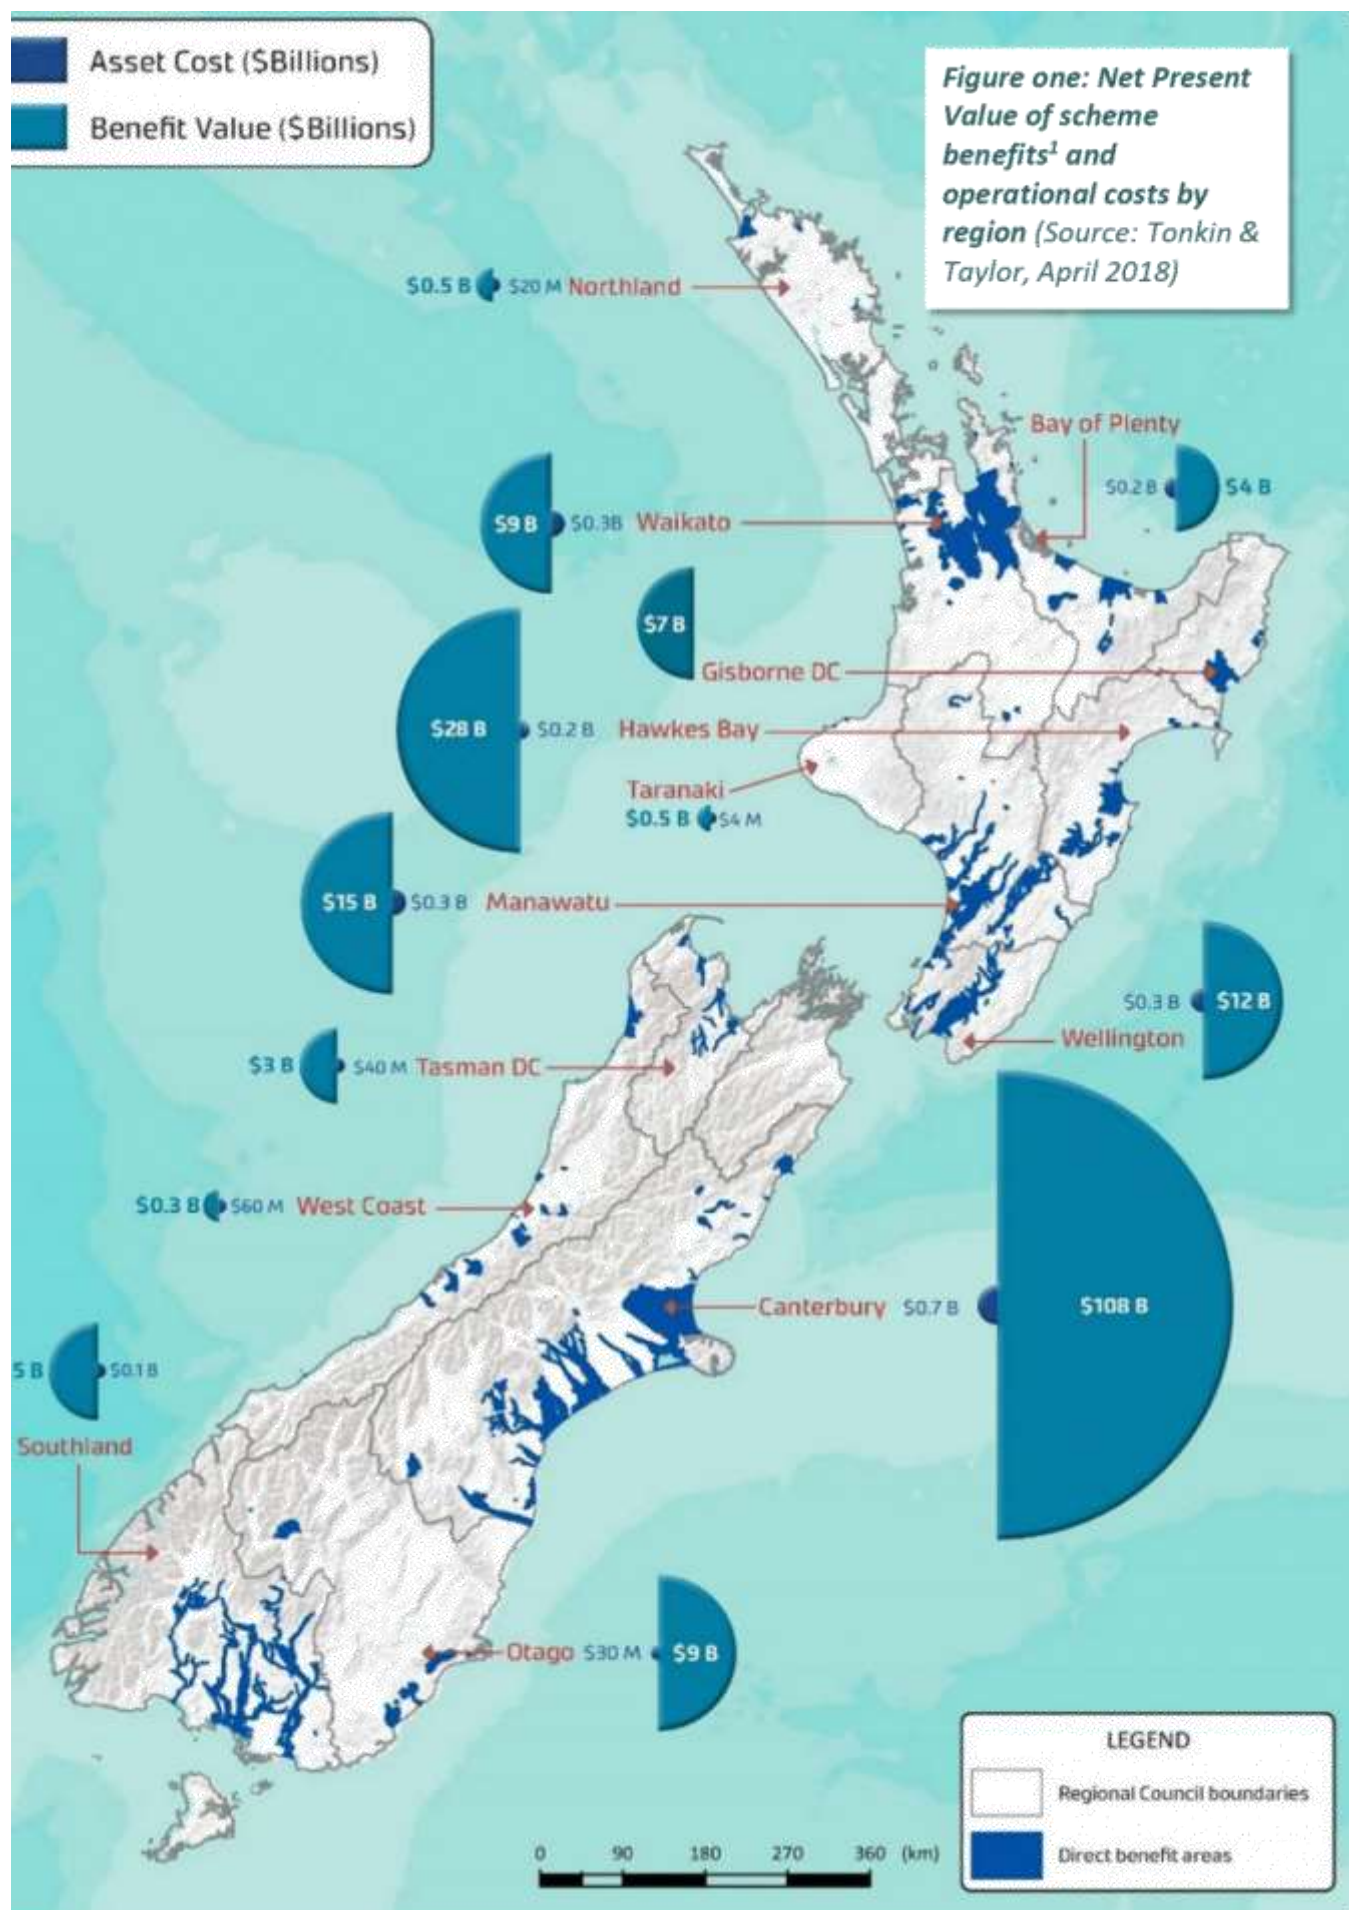 Asset Cost ($Billions)
Benefit Value ($Billions)
Figure one: Net Present
Value of scheme
benefits¹ and
operational costs by
region (Source: Tonkin &
Taylor, April 2018)
$0.5 B $20 M Northland
Bay of Plenty
$0.2 B $4 B
$9 B $0.3B Waikato
$7 B
Gisborne DC
$28 B $0.2 B Hawkes Bay
Taranaki
$0.5 B $4 M
$15 B $0.3 B Manawatu
$0.3 B $12 B
Wellington
$3 B $40 M Tasman DC
$0.3 B $60 M West Coast
Canterbury $0.7 B $108 B
5 B $0.1 B
Southland
Otago $30 M $9 B
LEGEND
Regional Council boundaries
Direct benefit areas
0 90 180 270 360 (km)